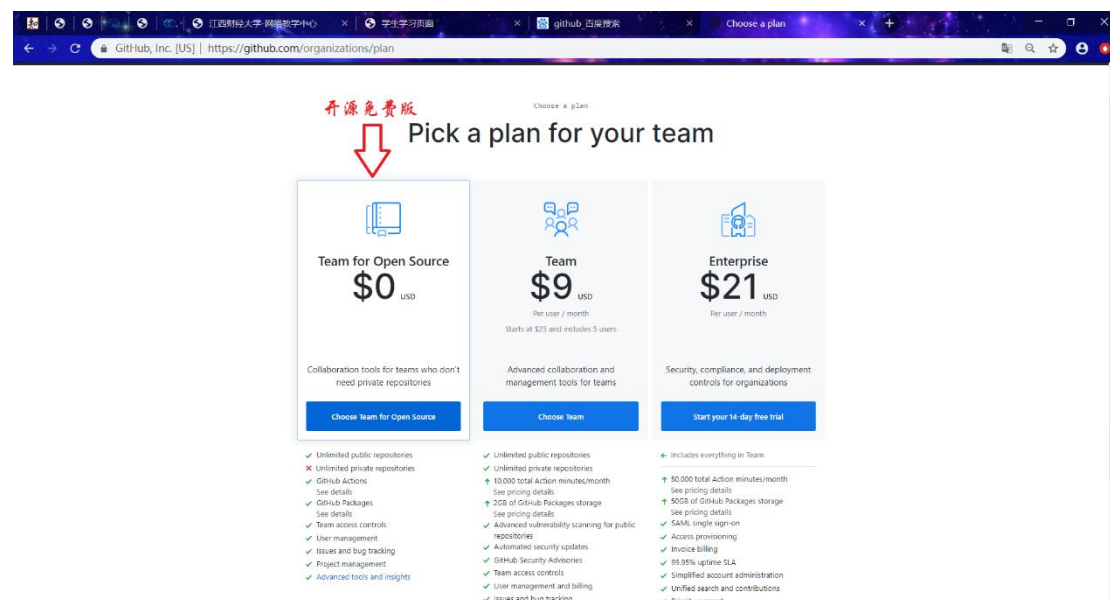 江西财经大学-网络教学中心
学生学习页面
github_百度搜索
Choose a plan
GitHub, Inc. [US] | https://github.com/organizations/plan
开源免费版
Choose a plan
Pick a plan for your team
Team for Open Source
$0 USD
Collaboration tools for teams who don't
need private repositories
Choose Team for Open Source
✓ Unlimited public repositories
✕ Unlimited private repositories
✓ GitHub Actions
See details
✓ GitHub Packages
See details
✓ Team access controls
✓ User management
✓ Issues and bug tracking
✓ Project management
✓ Advanced tools and insights
Team
$9 USD
Per user / month
Starts at $25 and includes 5 users
Advanced collaboration and
management tools for teams
Choose Team
✓ Unlimited public repositories
✓ Unlimited private repositories
↑ 10,000 total Action minutes/month
See pricing details
↑ 2GB of GitHub Packages storage
See pricing details
✓ Advanced vulnerability scanning for public
repositories
✓ Automated security updates
✓ GitHub Security Advisories
✓ Team access controls
✓ User management and billing
✓ Issues and bug tracking
Enterprise
$21 USD
Per user / month
Security, compliance, and deployment
controls for organizations
Start your 14-day free trial
← Includes everything in Team
↑ 50,000 total Action minutes/month
See pricing details
↑ 50GB of GitHub Packages storage
See pricing details
✓ SAML single sign-on
✓ Access provisioning
✓ Invoice billing
✓ 99.95% uptime SLA
✓ Simplified account administration
✓ Unified search and contributions